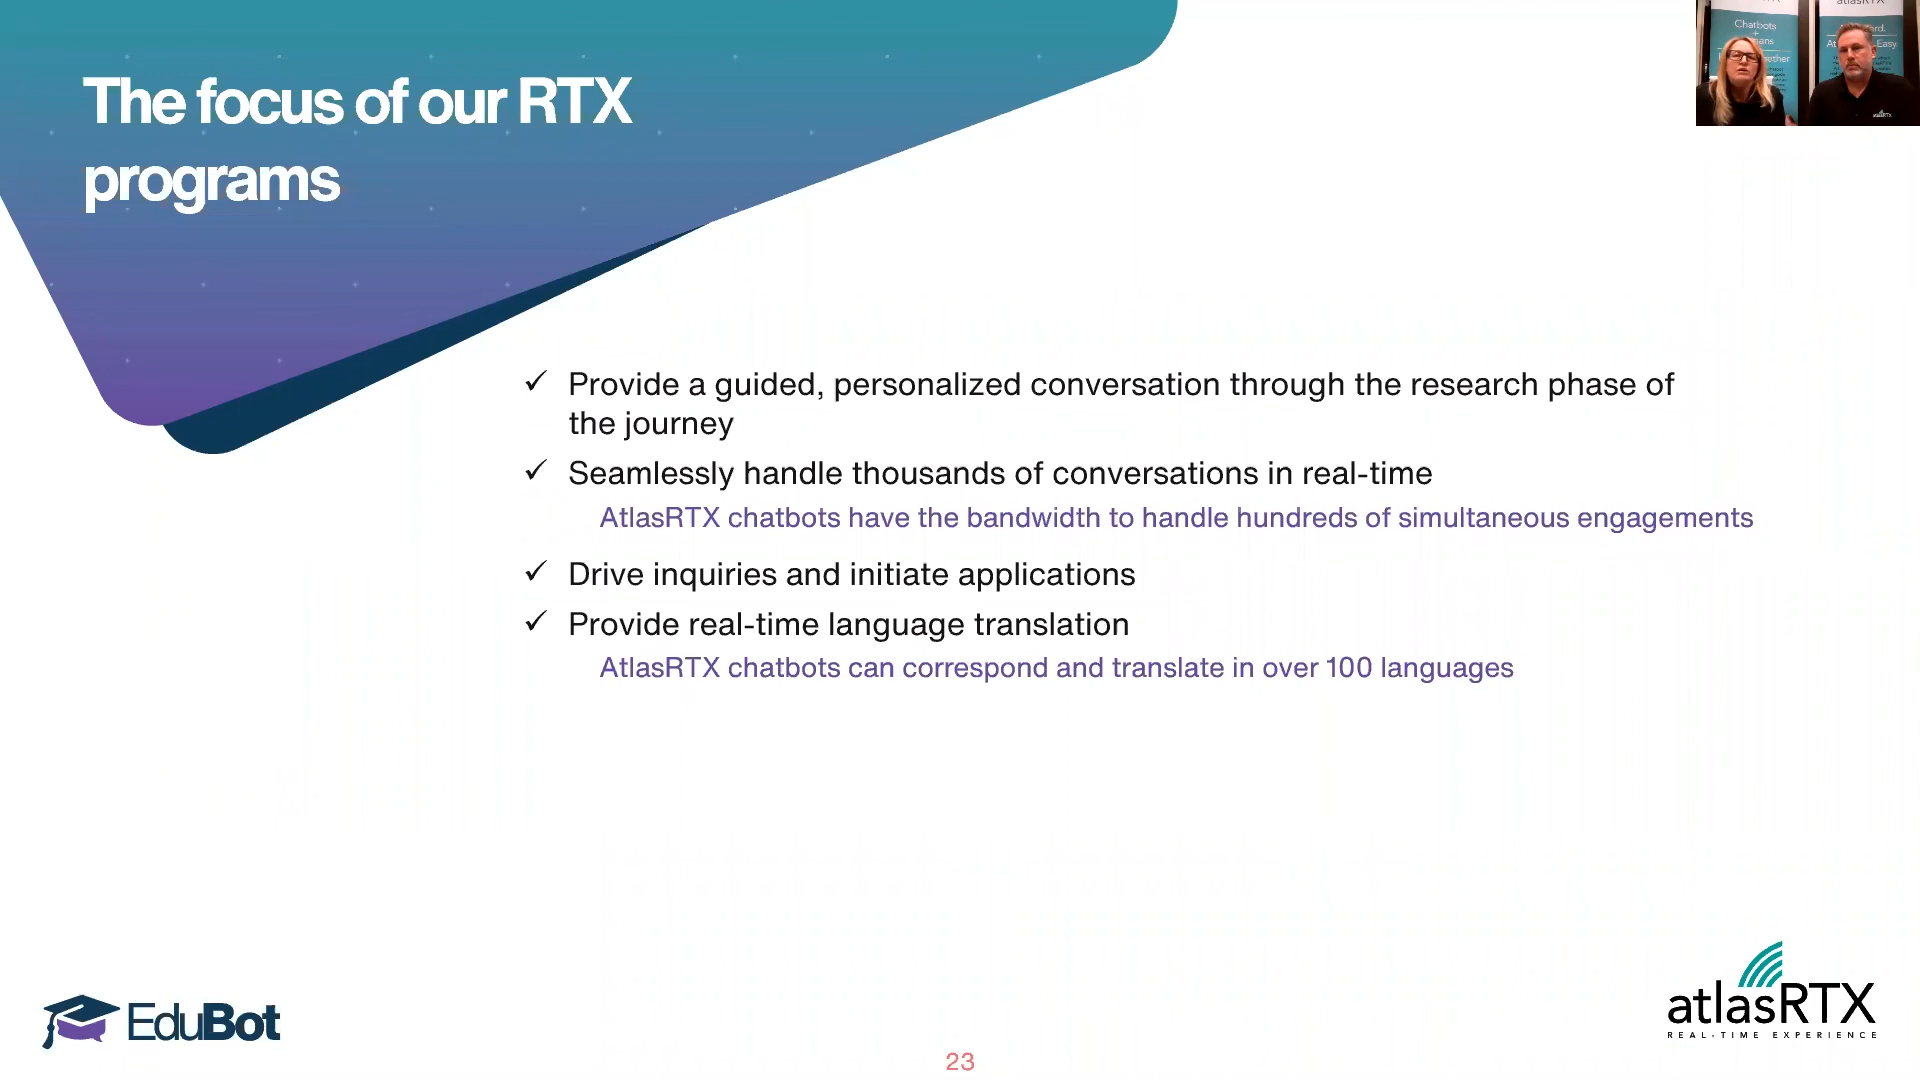 The focus of our RTX
programs
atlasRTX
Chatbots
+
Easy
Provide a guided, personalized conversation through the research phase of
the journey
Seamlessly handle thousands of conversations in real-time
AtlasRTX chatbots have the bandwidth to handle hundreds of simultaneous engagements
Drive inquiries and initiate applications
Provide real-time language translation
AtlasRTX chatbots can correspond and translate in over 100 languages
EduBot
atlasRTX
REAL-TIME EXPERIENCE
23